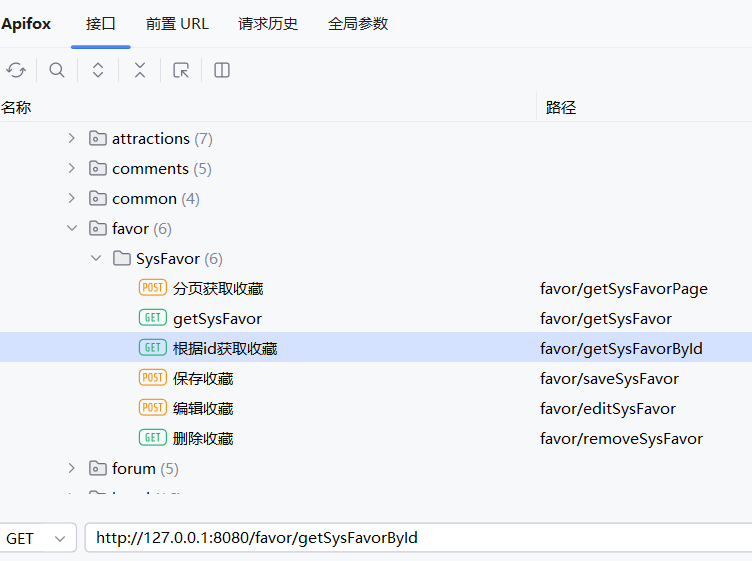 Apifox 接口 前置 URL 请求历史 全局参数
名称 路径
attractions (7)
comments (5)
common (4)
favor (6)
SysFavor (6)
POST 分页获取收藏 favor/getSysFavorPage
GET getSysFavor favor/getSysFavor
GET 根据id获取收藏 favor/getSysFavorById
POST 保存收藏 favor/saveSysFavor
POST 编辑收藏 favor/editSysFavor
GET 删除收藏 favor/removeSysFavor
forum (5)
GET http://127.0.0.1:8080/favor/getSysFavorById